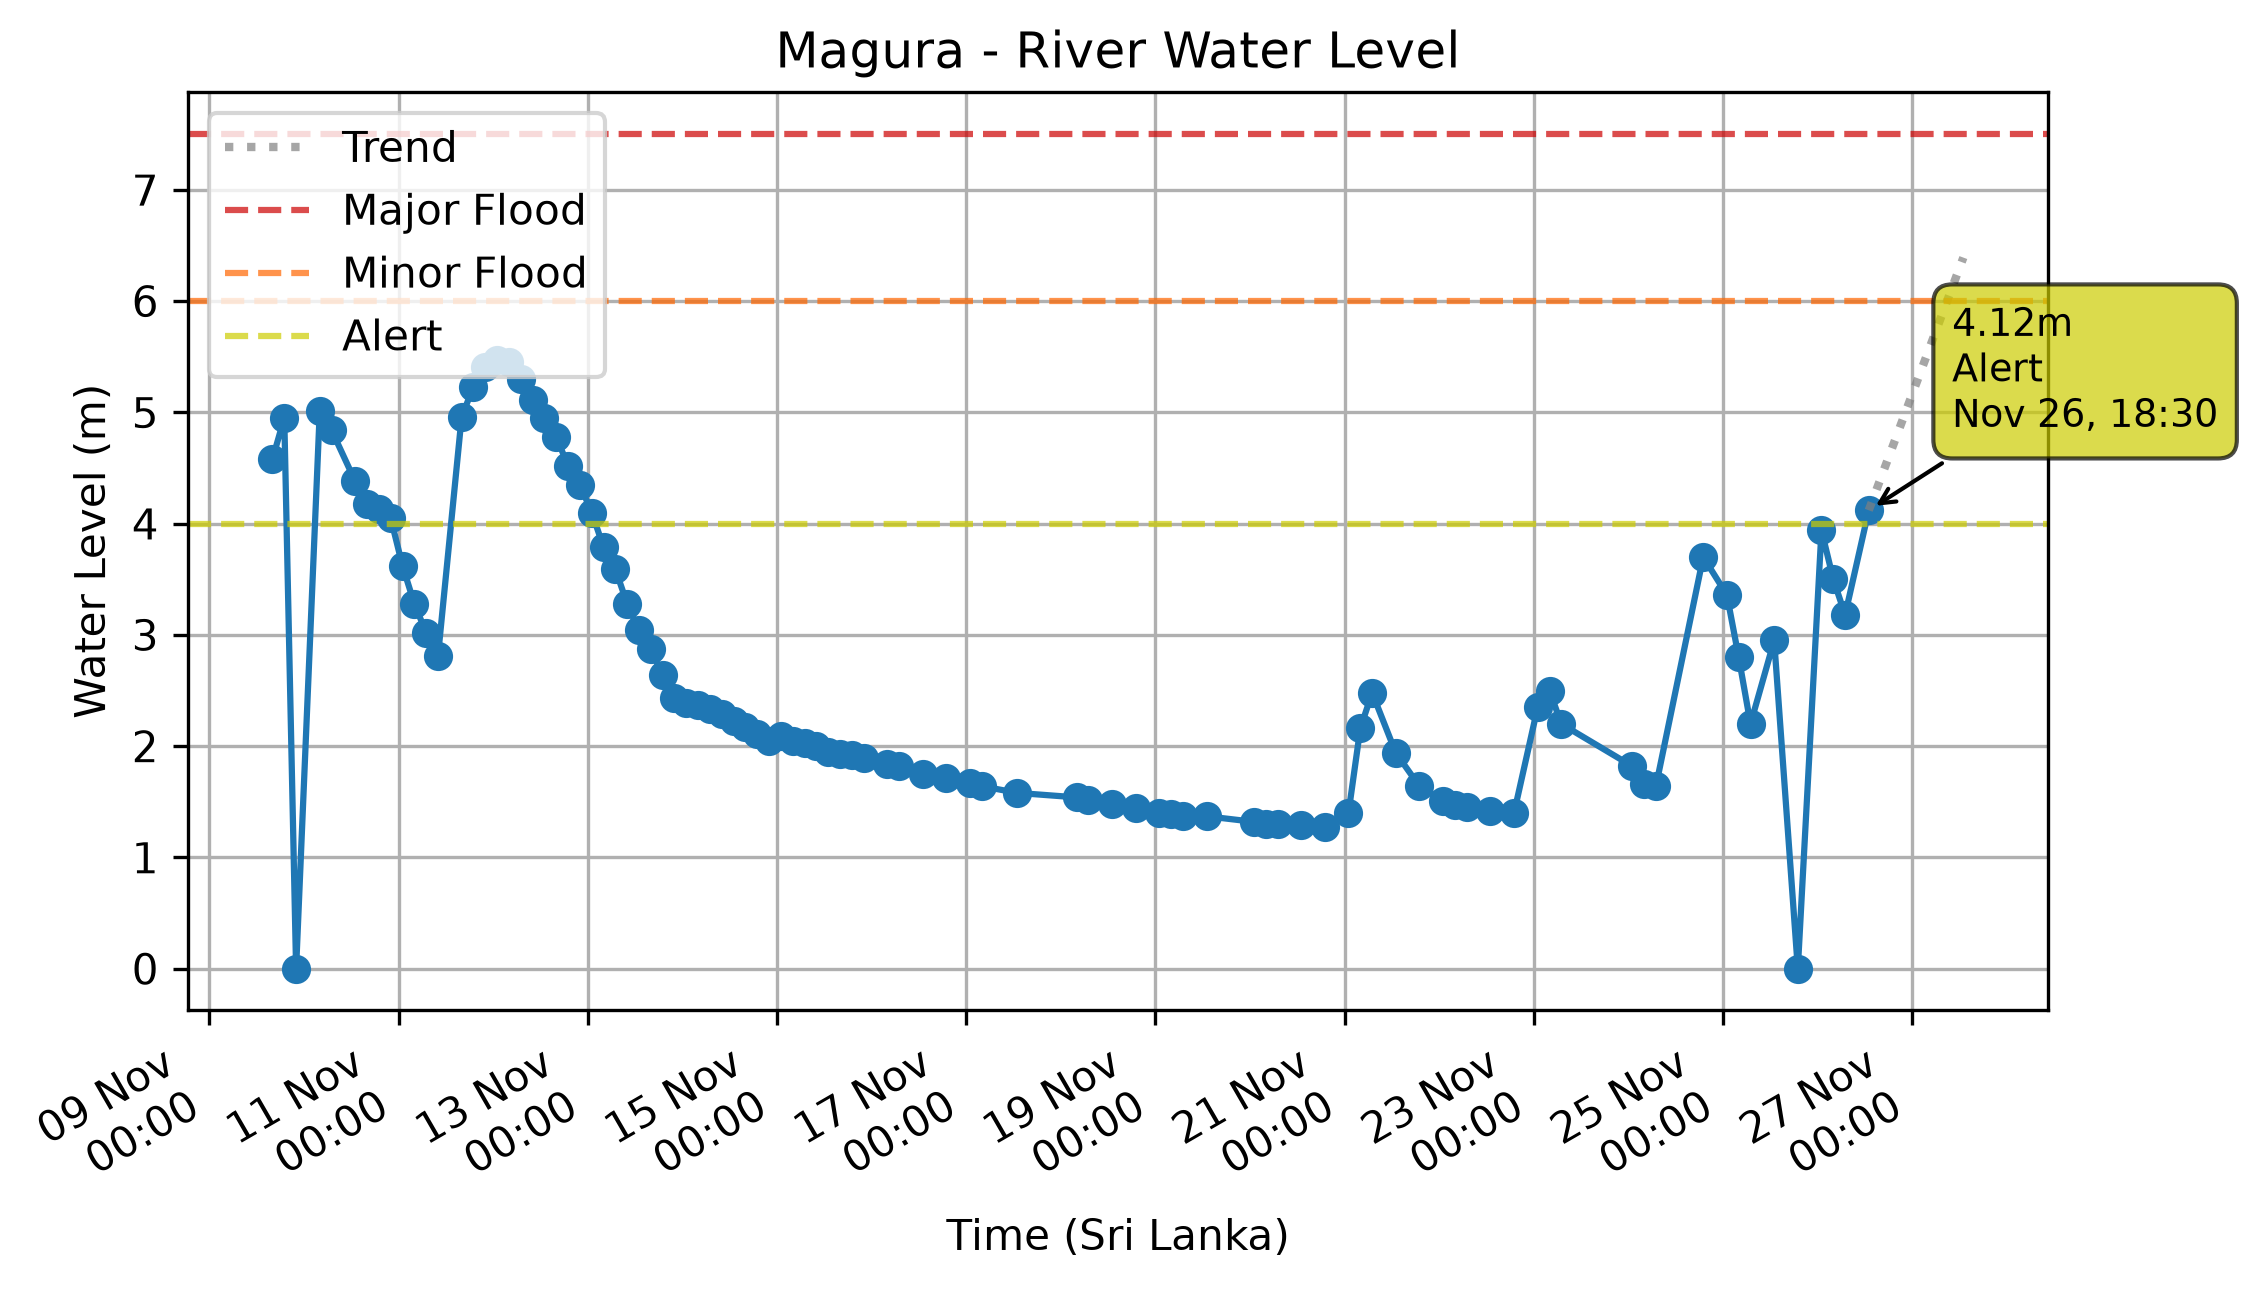 Magura - River Water Level
Trend
Major Flood
Minor Flood
Alert
4.12m
Alert
Nov 26, 18:30
Water Level (m)
7
6
5
4
3
2
1
0
09 Nov
00:00
11 Nov
00:00
13 Nov
00:00
15 Nov
00:00
17 Nov
00:00
19 Nov
00:00
21 Nov
00:00
23 Nov
00:00
25 Nov
00:00
27 Nov
00:00
Time (Sri Lanka)